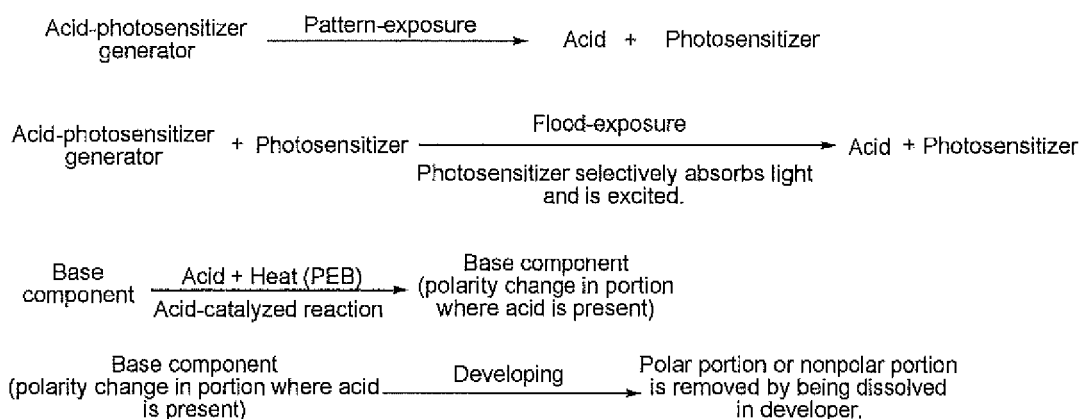 Acid-photosensitizer
generator
Pattern-exposure
Acid + Photosensitizer
Acid-photosensitizer
generator
+ Photosensitizer
Flood-exposure
Photosensitizer selectively absorbs light
and is excited.
Acid + Photosensitizer
Base
component
Acid + Heat (PEB)
Acid-catalyzed reaction
Base component
(polarity change in portion
where acid is present)
Base component
(polarity change in portion where acid
is present)
Developing
Polar portion or nonpolar portion
is removed by being dissolved
in developer.